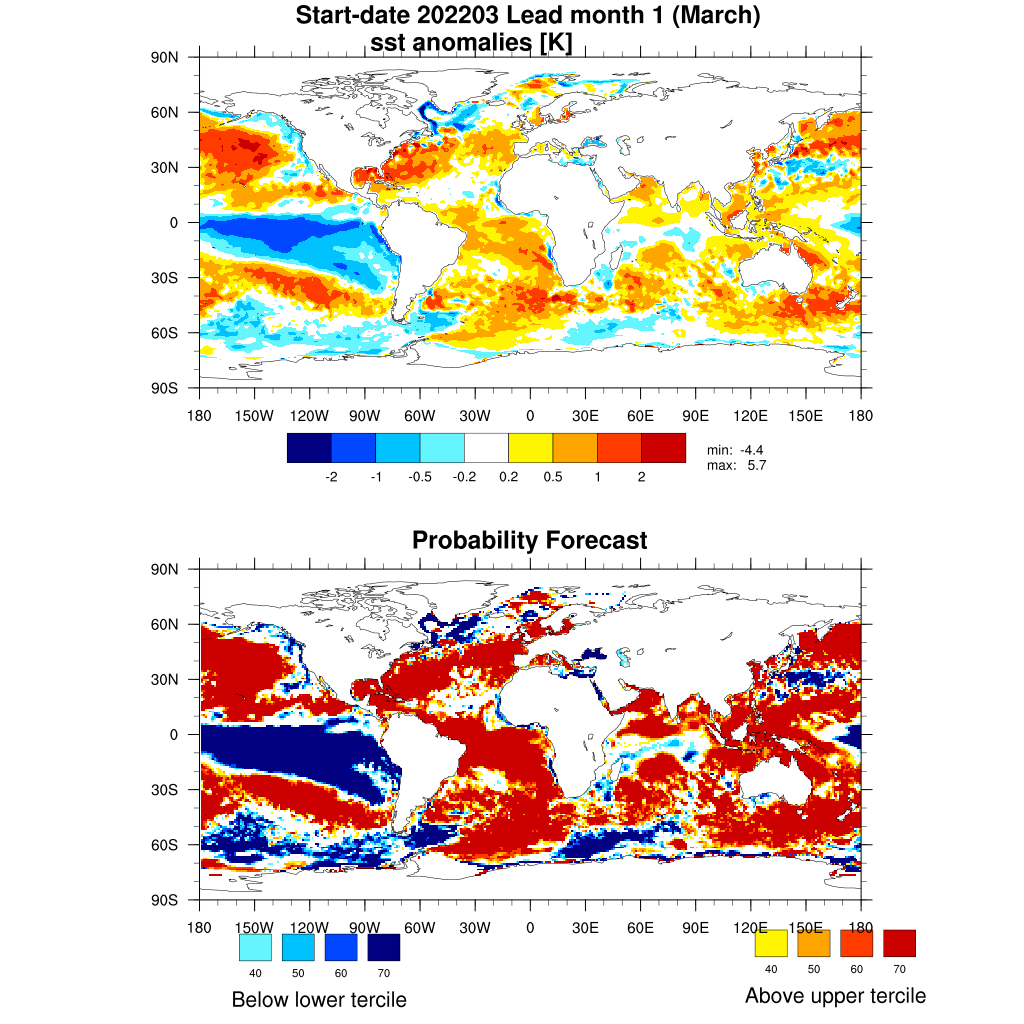 Start-date 202203 Lead month 1 (March)
sst anomalies [K]
90N
60N
30N
0
30S
60S
90S
180 150W 120W 90W 60W 30W 0 30E 60E 90E 120E 150E 180
-2 -1 -0.5 -0.2 0.2 0.5 1 2
min: -4.4
max: 5.7
Probability Forecast
90N
60N
30N
0
30S
60S
90S
180 150W 120W 90W 60W 30W 0 30E 60E 90E 120E 150E 180
40 50 60 70
Below lower tercile
40 50 60 70
Above upper tercile